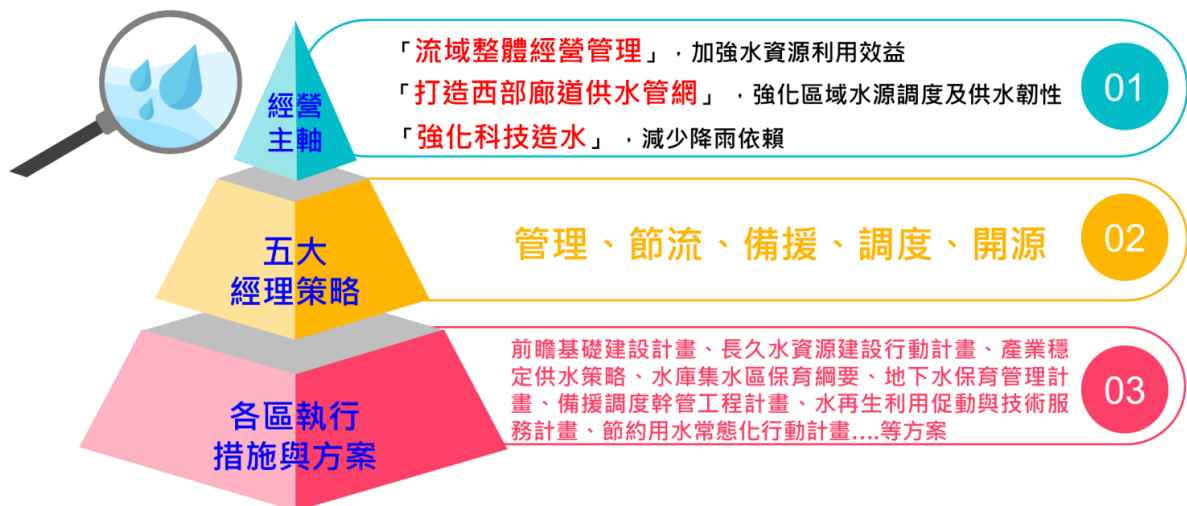 經營
主軸
「流域整體經營管理」，加強水資源利用效益
「打造西部廊道供水管網」，強化區域水源調度及供水韌性
「強化科技造水」，減少降雨依賴
01
五大
經理策略
管理、節流、備援、調度、開源
02
各區執行
措施與方案
前瞻基礎建設計畫、長久水資源建設行動計畫、產業穩
定供水策略、水庫集水區保育綱要、地下水保育管理計
畫、備援調度幹管工程計畫、水再生利用促動與技術服
務計畫、節約用水常態化行動計畫....等方案
03